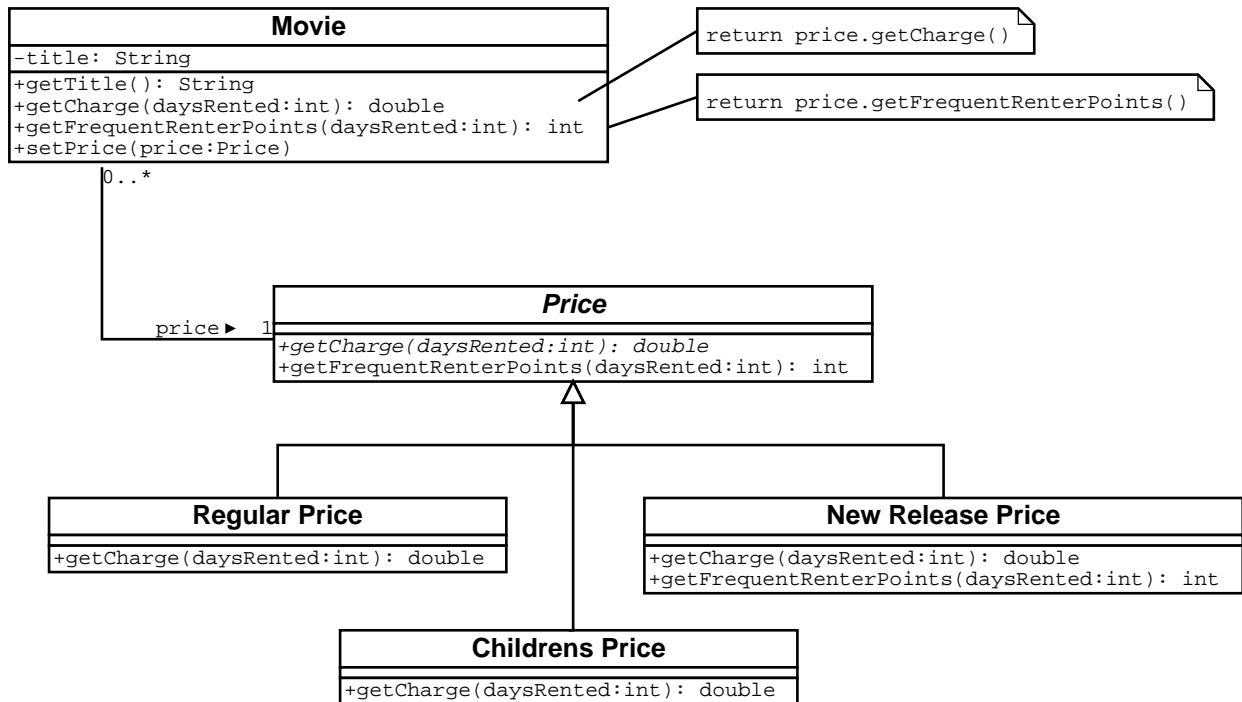 Movie
-title: String
+getTitle(): String
+getCharge(daysRented:int): double
+getFrequentRenterPoints(daysRented:int): int
+setPrice(price:Price)
return price.getCharge()
return price.getFrequentRenterPoints()
0..*
price► 1
Price
+getCharge(daysRented:int): double
+getFrequentRenterPoints(daysRented:int): int
Regular Price
+getCharge(daysRented:int): double
New Release Price
+getCharge(daysRented:int): double
+getFrequentRenterPoints(daysRented:int): int
Childrens Price
+getCharge(daysRented:int): double